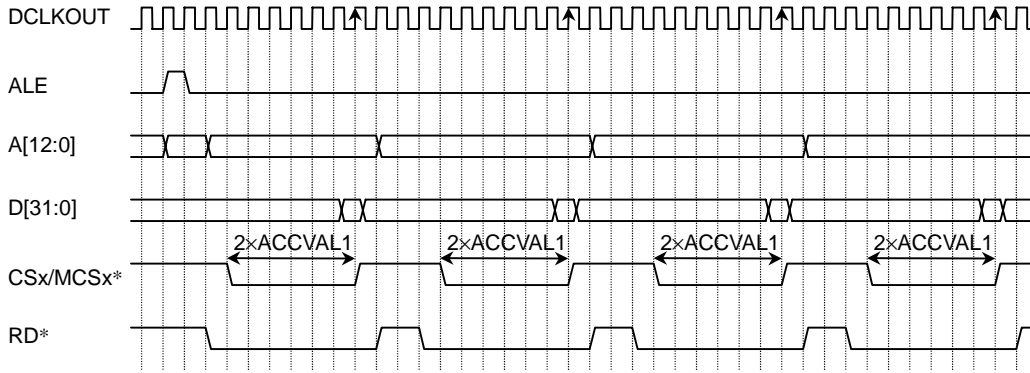 DCLKOUT
ALE
A[12:0]
D[31:0]
2×ACCVAL1 2×ACCVAL1 2×ACCVAL1 2×ACCVAL1
CSx/MCSx*
RD*